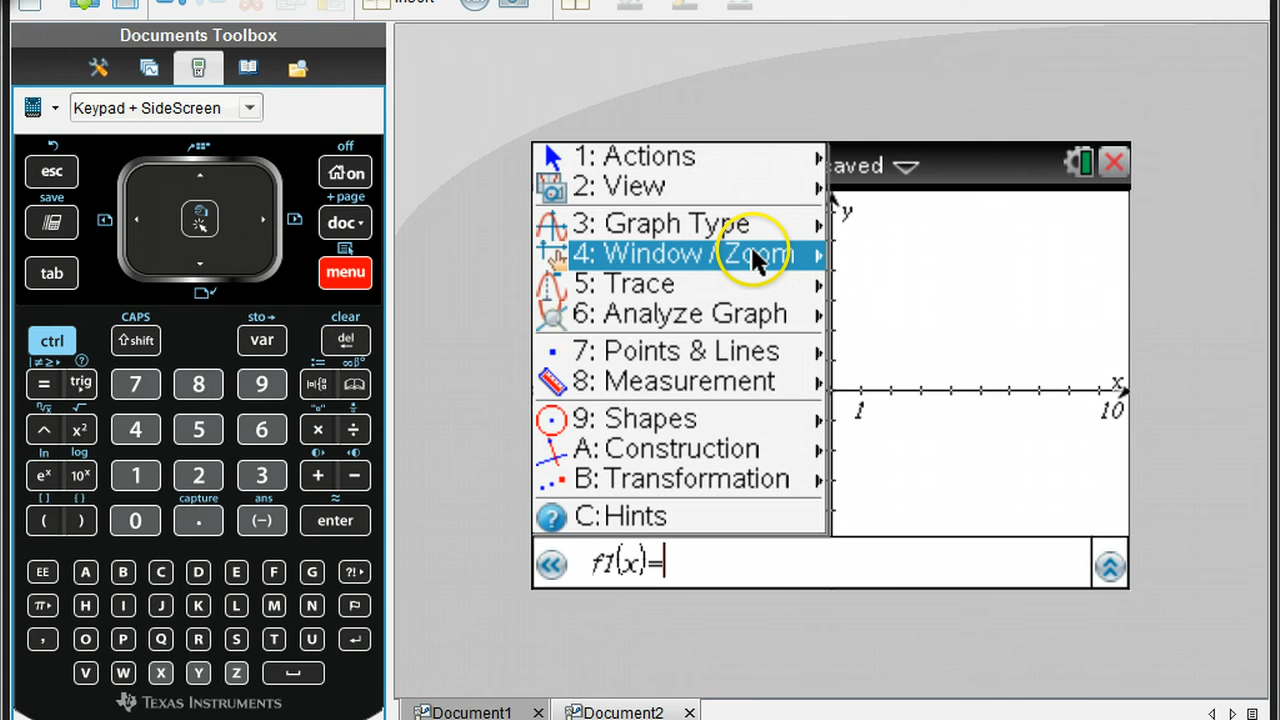 Insert
Documents Toolbox
Keypad + SideScreen
off
esc
on
save
+ page
doc
tab
menu
CAPS
sto→
clear
ctrl
⇧shift
var
del
|≠≥▸
?
:=
∞β°
=
trig
7
8
9
ⁿ√x
√
"□"
^
x²
4
5
6
×
÷
ln
log
eˣ
10ˣ
1
2
3
+
−
[ ]
{ }
capture
ans
≈
(
)
0
.
(−)
enter
EE
A
B
C
D
E
F
G
?!▸
π▸
H
I
J
K
L
M
N
,
O
P
Q
R
S
T
U
V
W
X
Y
Z
TEXAS INSTRUMENTS
1: Actions
2: View
3: Graph Type
4: Window / Zoom
5: Trace
6: Analyze Graph
7: Points & Lines
8: Measurement
9: Shapes
A: Construction
B: Transformation
C: Hints
aved
y
x
1
10
f1(x)=
Document1
Document2